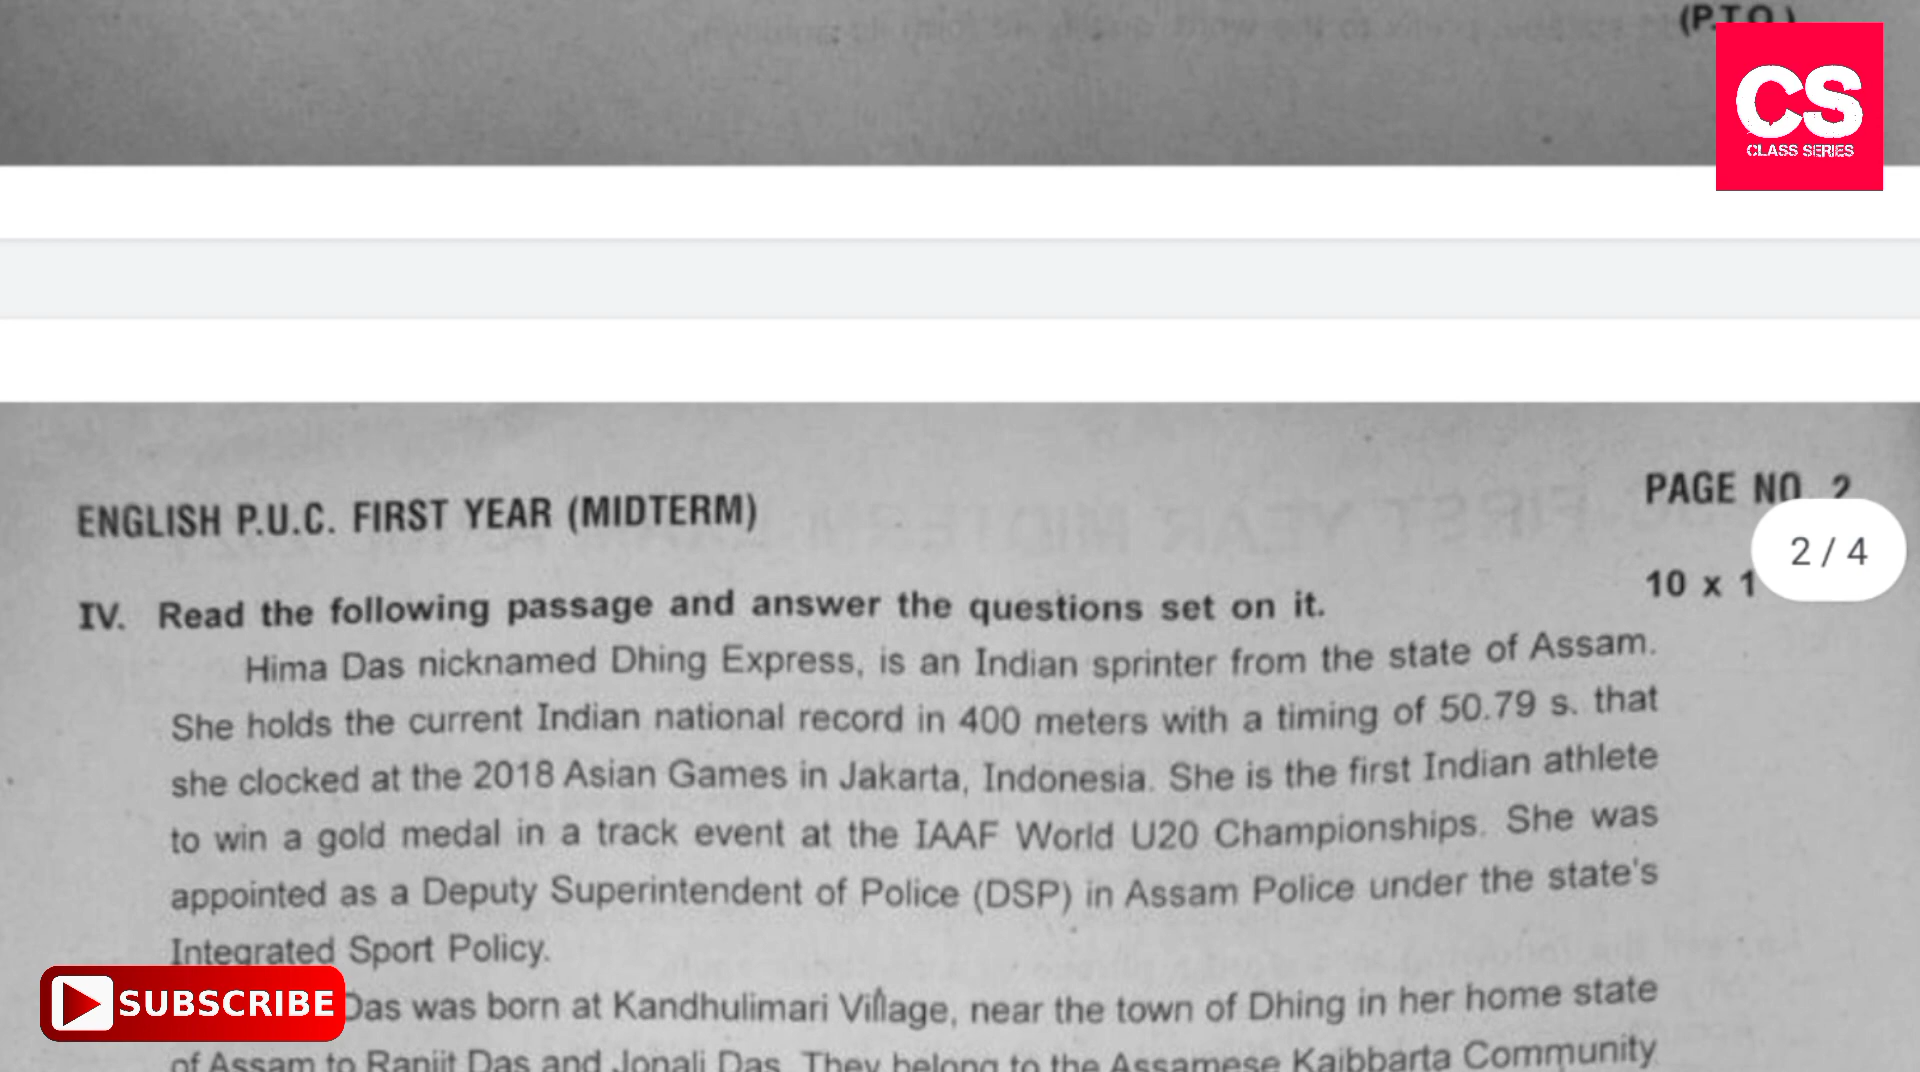 (P.T.O.)
CS
CLASS SERIES
ENGLISH P.U.C. FIRST YEAR (MIDTERM)
PAGE NO. 2
2 / 4
10 x 1
IV. Read the following passage and answer the questions set on it.
Hima Das nicknamed Dhing Express, is an Indian sprinter from the state of Assam.
She holds the current Indian national record in 400 meters with a timing of 50.79 s. that
she clocked at the 2018 Asian Games in Jakarta, Indonesia. She is the first Indian athlete
to win a gold medal in a track event at the IAAF World U20 Championships. She was
appointed as a Deputy Superintendent of Police (DSP) in Assam Police under the state's
Integrated Sport Policy.
SUBSCRIBE
Das was born at Kandhulimari Village, near the town of Dhing in her home state
of Assam to Ranjit Das and Jonali Das. They belong to the Assamese Kaibbarta Community